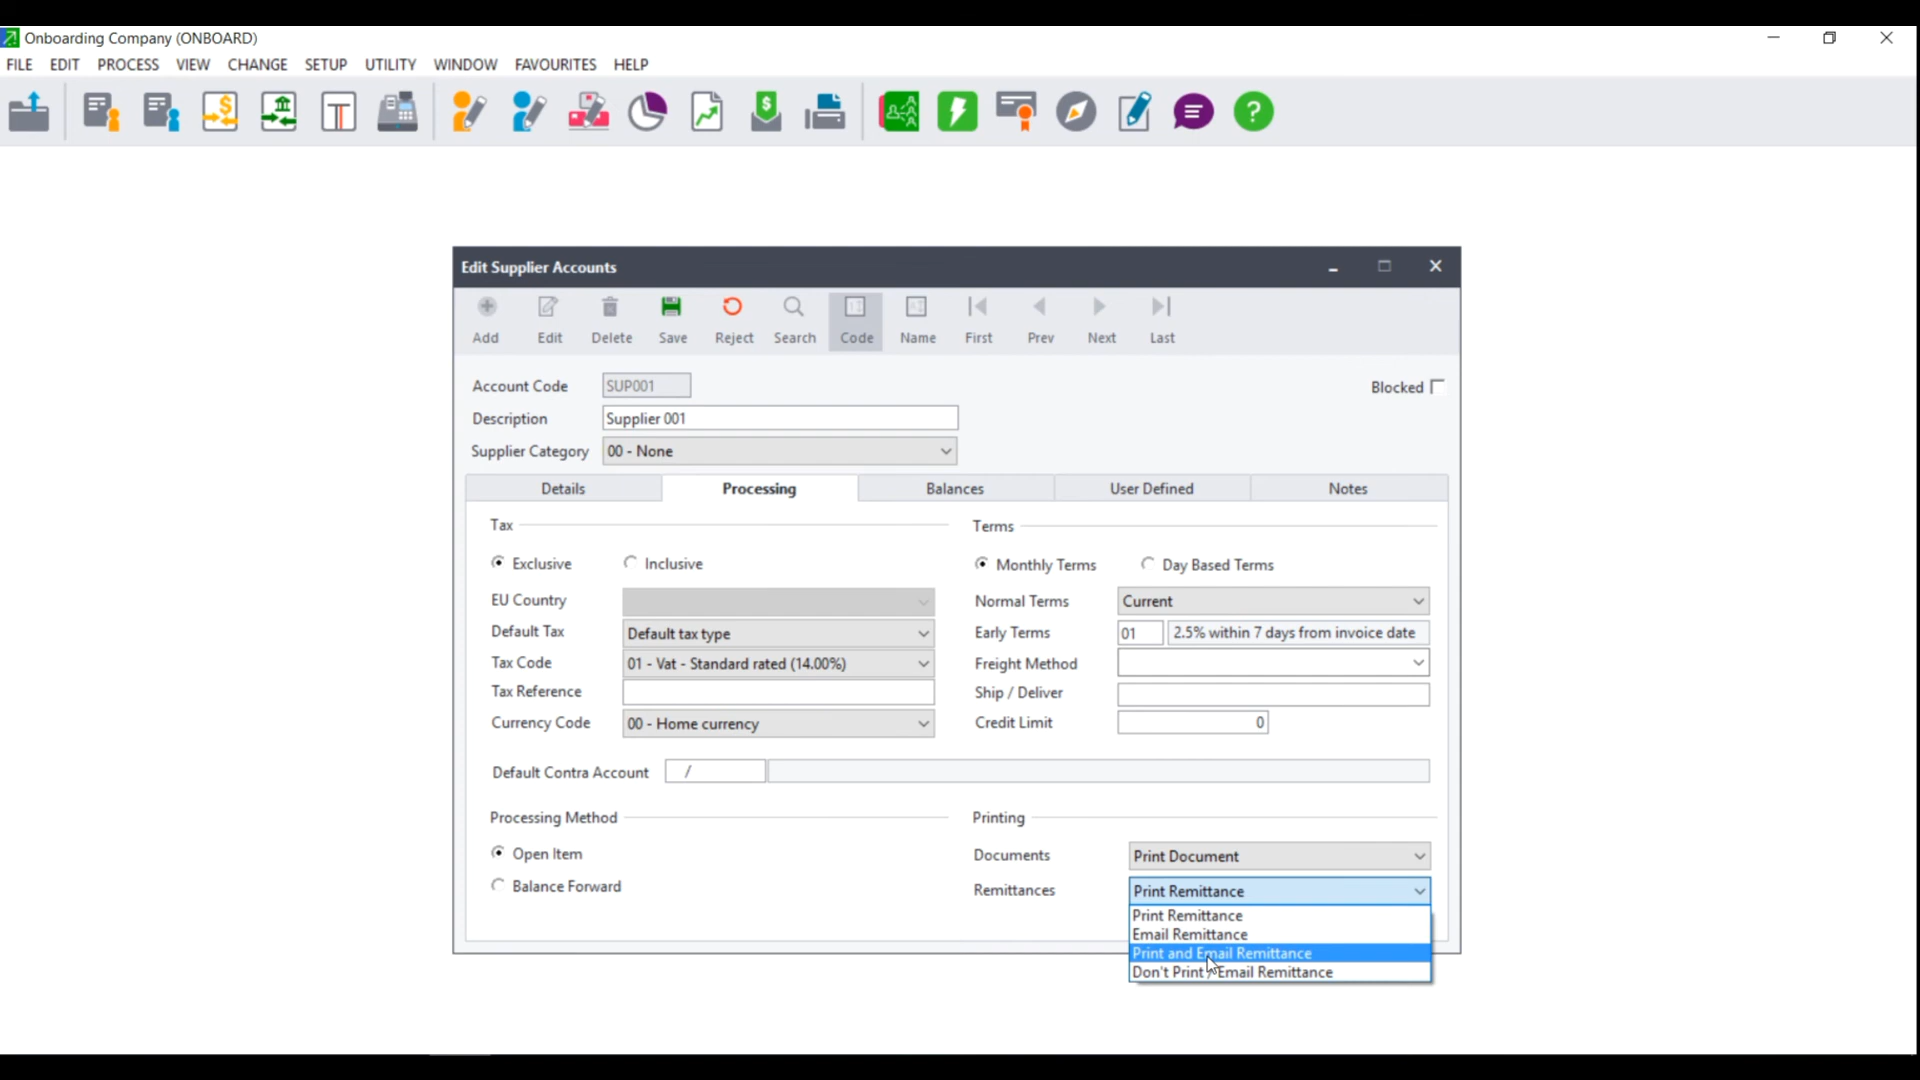 Onboarding Company (ONBOARD)
FILE EDIT PROCESS VIEW CHANGE SETUP UTILITY WINDOW FAVOURITES HELP
Edit Supplier Accounts
Add Edit Delete Save Reject Search Code Name First Prev Next Last
Account Code SUP001 Blocked
Description Supplier 001
Supplier Category 00 - None
Details Processing Balances User Defined Notes
Tax Terms
Exclusive Inclusive Monthly Terms Day Based Terms
EU Country Normal Terms Current
Default Tax Default tax type Early Terms 01 2.5% within 7 days from invoice date
Tax Code 01 - Vat - Standard rated (14.00%) Freight Method
Tax Reference Ship / Deliver
Currency Code 00 - Home currency Credit Limit 0
Default Contra Account /
Processing Method Printing
Open Item Documents Print Document
Balance Forward Remittances Print Remittance
Print Remittance
Email Remittance
Print and Email Remittance
Don't Print / Email Remittance